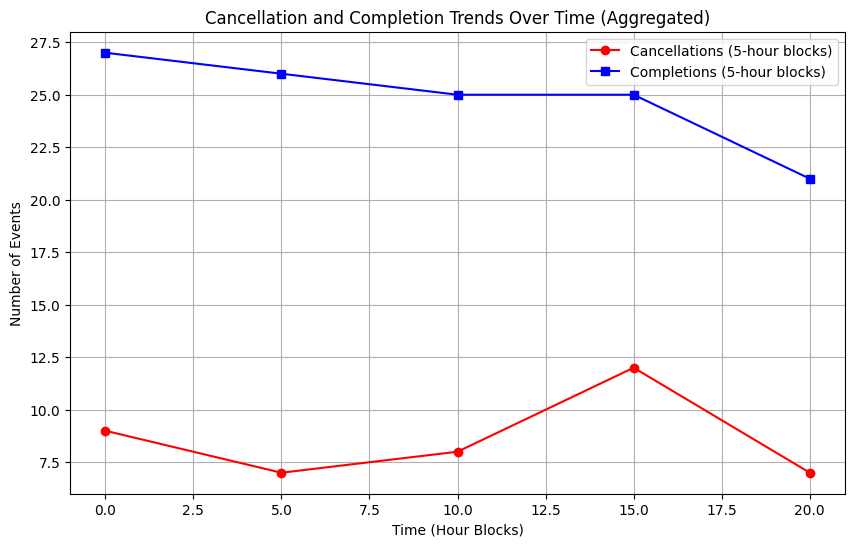 Cancellation and Completion Trends Over Time (Aggregated)
27.5
25.0
22.5
20.0
17.5
15.0
12.5
10.0
7.5
Number of Events
Cancellations (5-hour blocks)
Completions (5-hour blocks)
0.0 2.5 5.0 7.5 10.0 12.5 15.0 17.5 20.0
Time (Hour Blocks)